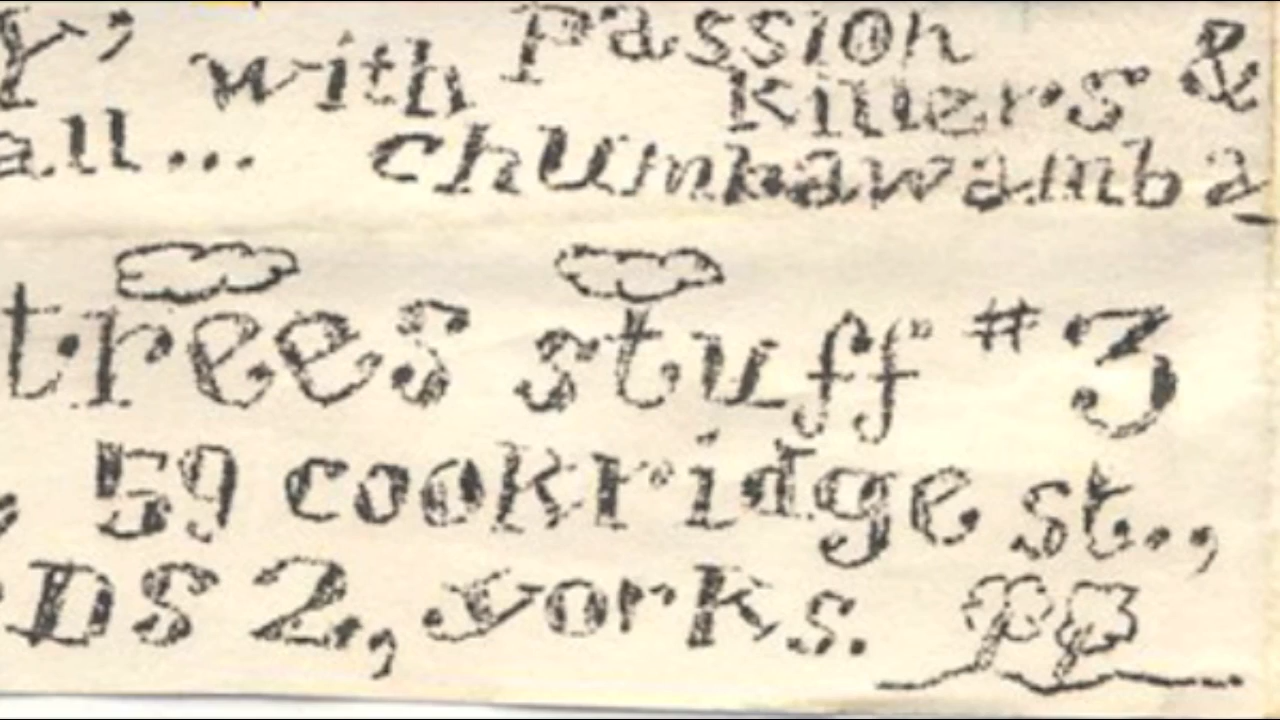 Y' with Passion Killers &
all... chumbawamba
trees stuff #3
, 59 cookridge st.,
DS 2, yorks.